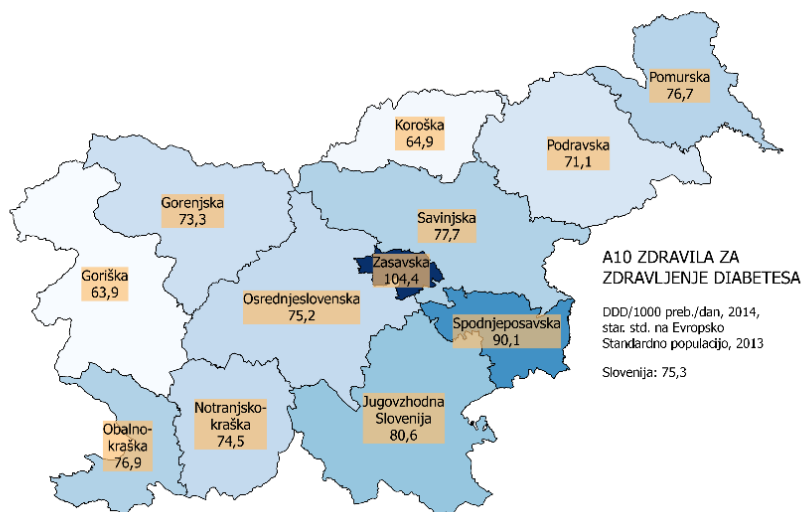 Pomurska
76,7
Koroška
64,9
Podravska
71,1
Gorenjska
73,3
Savinjska
77,7
Zasavska
104,4
Goriška
63,9
Osrednjeslovenska
75,2
Spodnjeposavska
90,1
Notranjsko-
kraška
74,5
Jugovzhodna
Slovenija
80,6
Obalno-
kraška
76,9
A10 ZDRAVILA ZA
ZDRAVLJENJE DIABETESA
DDD/1000 preb./dan, 2014,
star. std. na Evropsko
Standardno populacijo, 2013
Slovenija: 75,3